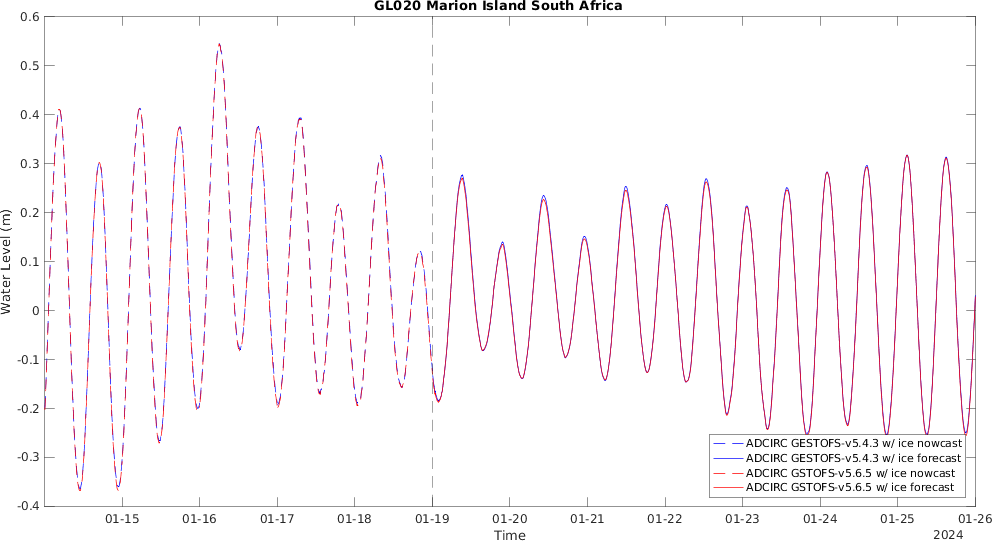 GL020 Marion Island South Africa
Water Level (m)
0.6
0.5
0.4
0.3
0.2
0.1
0
-0.1
-0.2
-0.3
-0.4
ADCIRC GESTOFS-v5.4.3 w/ ice nowcast
ADCIRC GESTOFS-v5.4.3 w/ ice forecast
ADCIRC GSTOFS-v5.6.5 w/ ice nowcast
ADCIRC GSTOFS-v5.6.5 w/ ice forecast
01-15 01-16 01-17 01-18 01-19 01-20 01-21 01-22 01-23 01-24 01-25 01-26
Time
2024